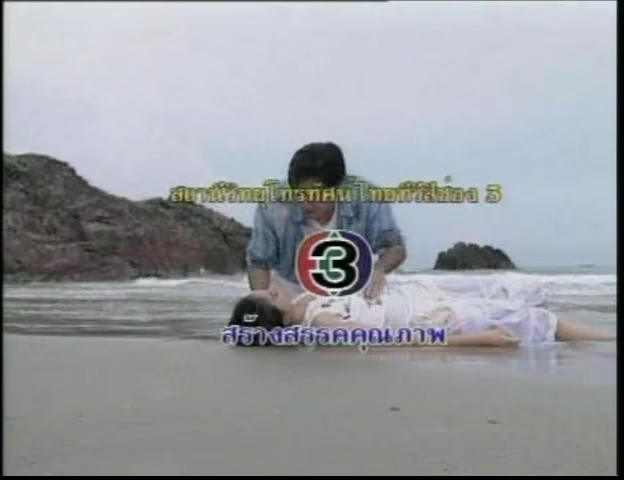 สถานีวิทยุโทรทัศน์ไทยทีวีสีช่อง 3
3
สร้างสรรคคุณภาพ